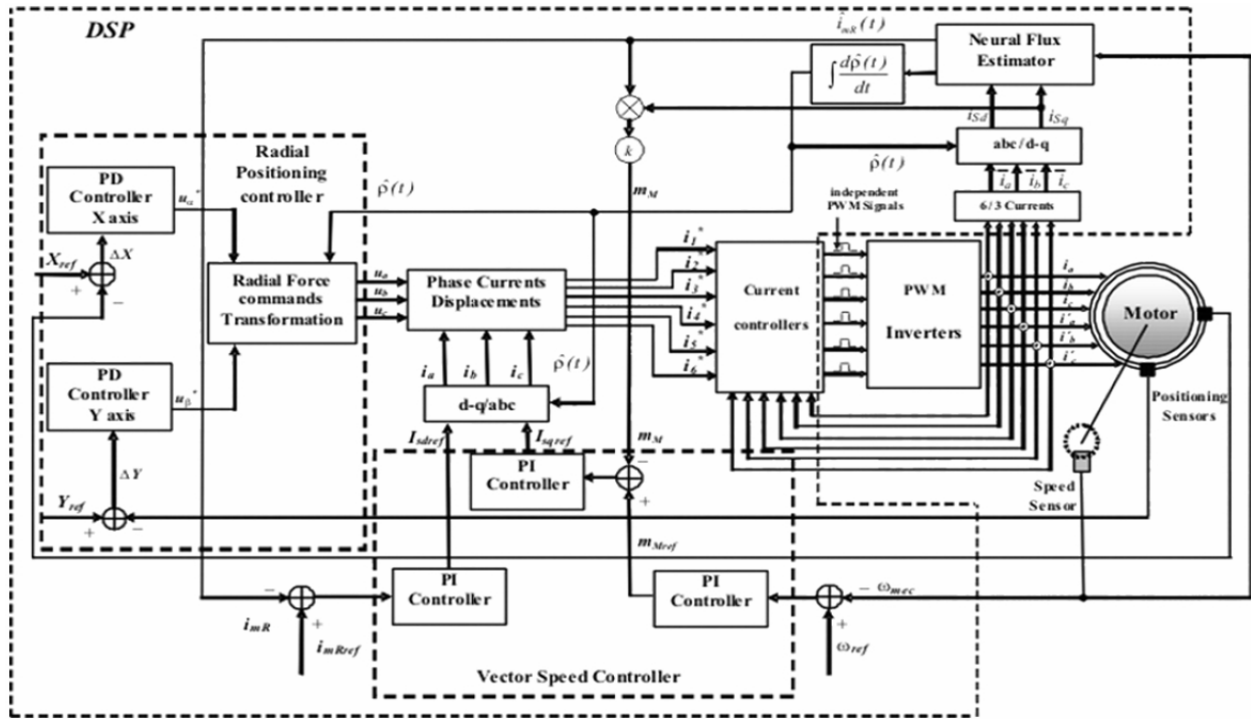 DSP
î_mR (t)
Neural Flux
Estimator
∫ dρ̂(t)
dt
i_Sd
i_Sq
abc/d-q
k
ρ̂(t)
i_a i_b i_c
6/3 Currents
m_M
independent
PWM Signals
Radial
Positioning
controller
PD
Controller
X axis
u_α*
ρ̂(t)
ΔX
X_ref
+
−
Radial Force
commands
Transformation
u_a
u_b
u_c
Phase Currents
Displacements
i_1*
i_2*
i_3*
i_4*
i_5*
i_6*
Current
controllers
PWM
Inverters
i_a
i_b
i_c
i'_a
i'_b
i'_c
Motor
Positioning
Sensors
PD
Controller
Y axis
u_β*
i_a i_b i_c
ρ̂(t)
d-q/abc
I_sdref
I_sqref
m_M
ΔY
Y_ref
+
−
PI
Controller
−
+
Speed
Sensor
m_Mref
PI
Controller
PI
Controller
−
+
i_mR
i_mRref
− ω_mec
+
ω_ref
Vector Speed Controller